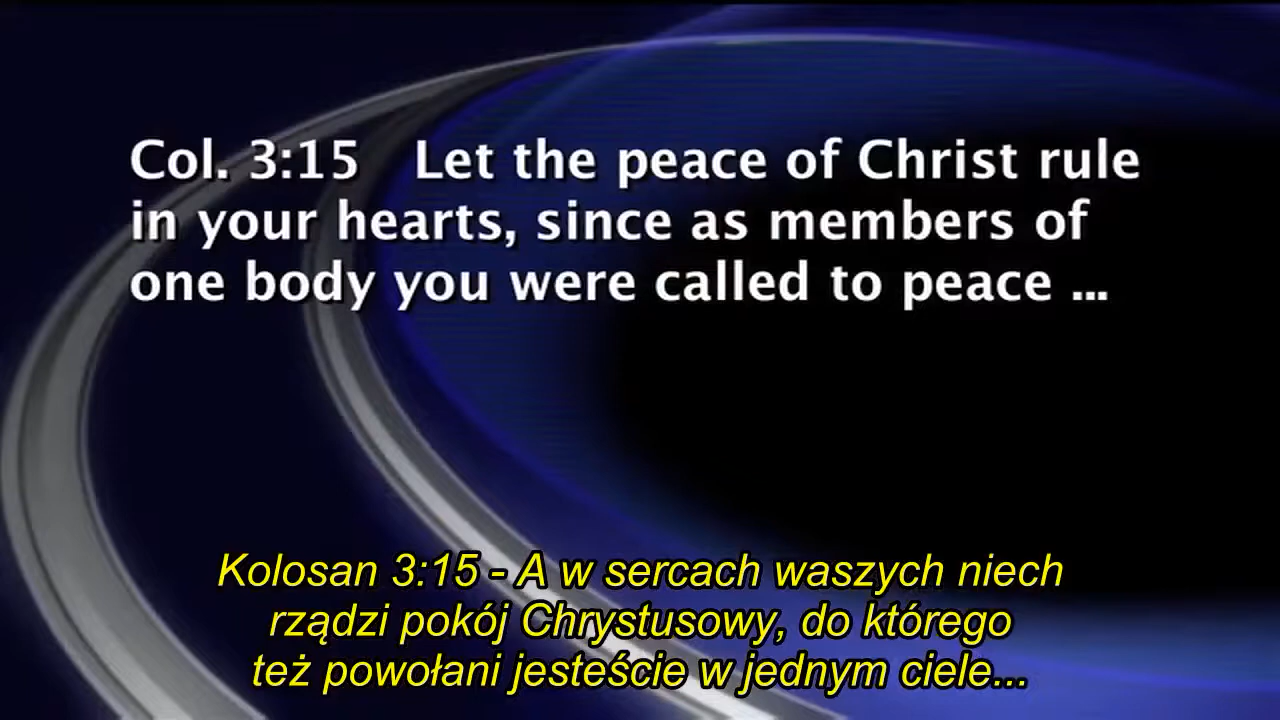 Col. 3:15 Let the peace of Christ rule
in your hearts, since as members of
one body you were called to peace ...
Kolosan 3:15 - A w sercach waszych niech
rządzi pokój Chrystusowy, do którego
też powołani jesteście w jednym ciele...